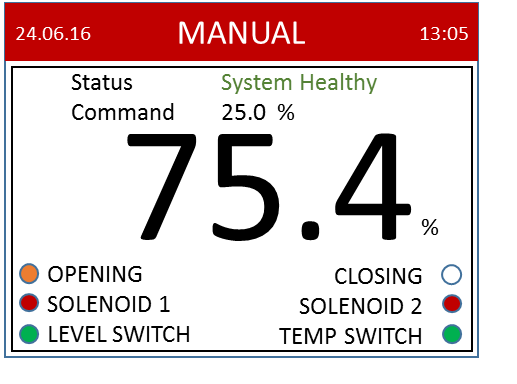 24.06.16 MANUAL 13:05
Status System Healthy
Command 25.0 %
75.4 %
OPENING CLOSING
SOLENOID 1 SOLENOID 2
LEVEL SWITCH TEMP SWITCH